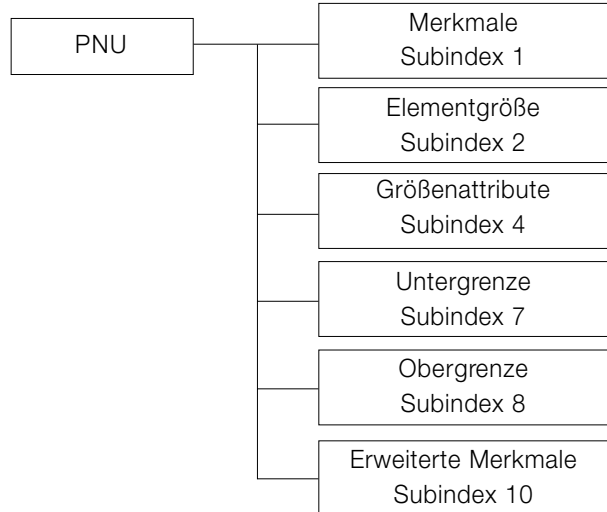 PNU
Merkmale
Subindex 1
Elementgröße
Subindex 2
Größenattribute
Subindex 4
Untergrenze
Subindex 7
Obergrenze
Subindex 8
Erweiterte Merkmale
Subindex 10